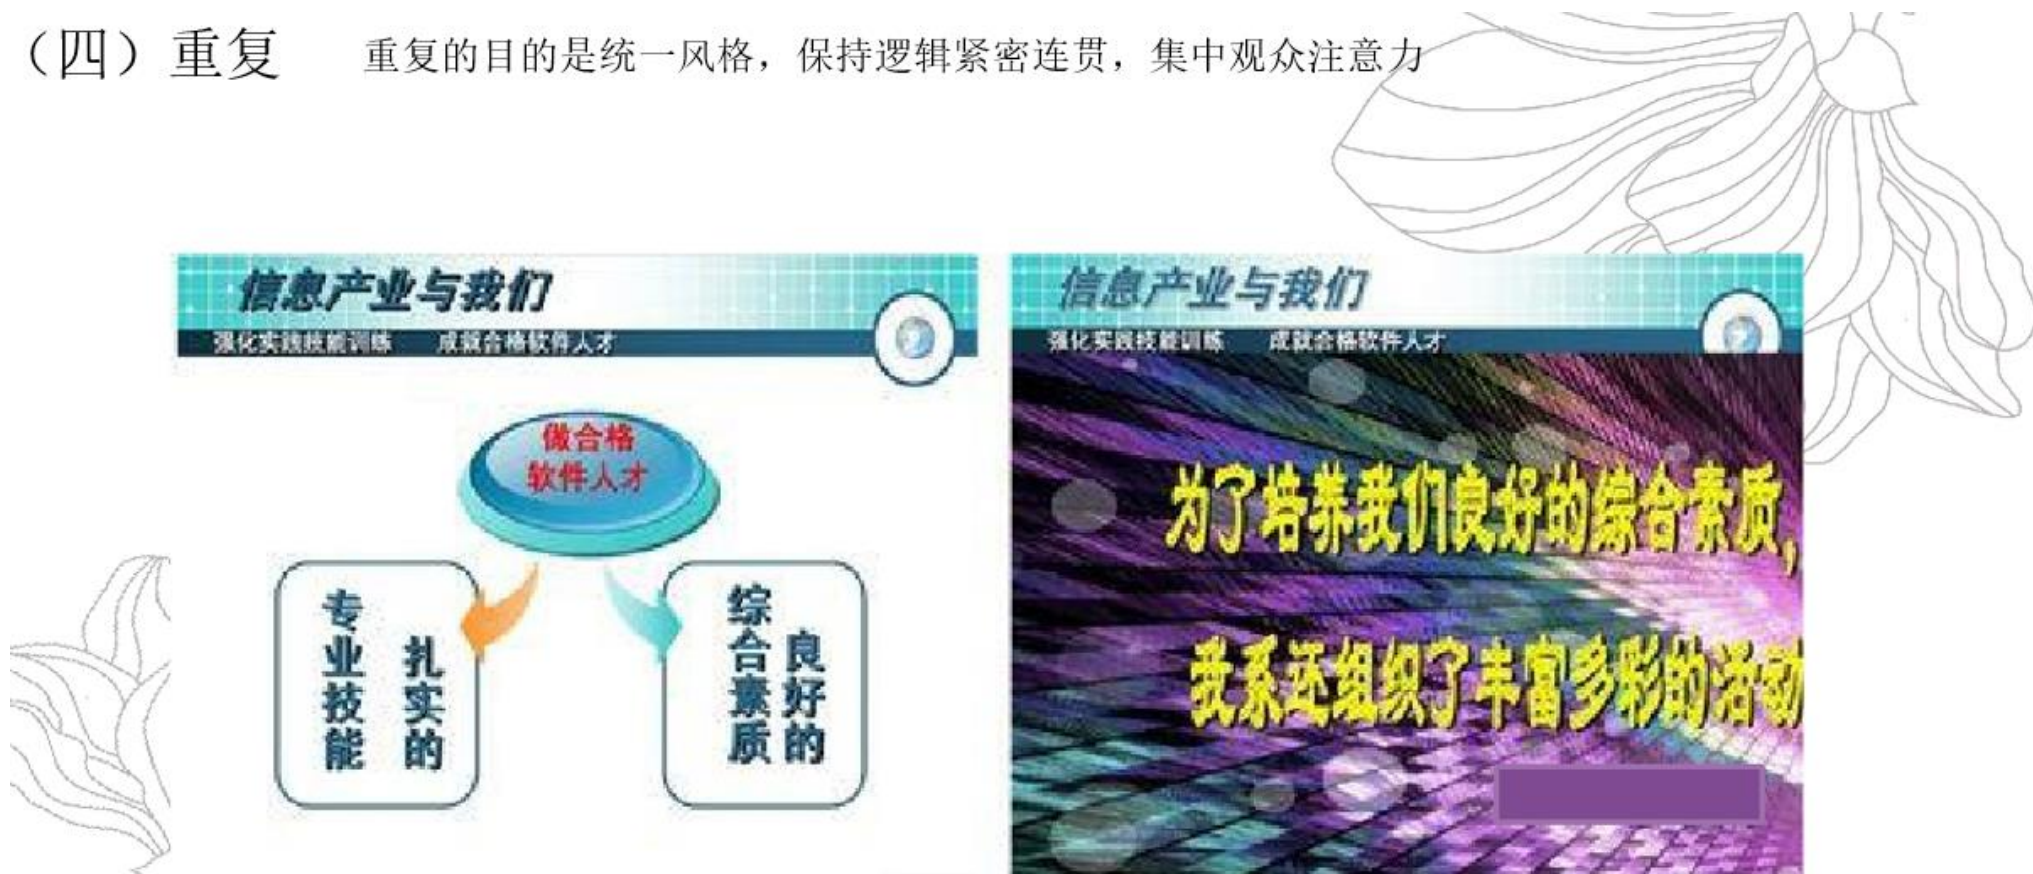 （四）重复
重复的目的是统一风格，保持逻辑紧密连贯，集中观众注意力
信息产业与我们
强化实践技能训练 成就合格软件人才
做合格
软件人才
扎实的
专业技能
良好的
综合素质
信息产业与我们
强化实践技能训练 成就合格软件人才
为了培养我们良好的综合素质，
我系还组织了丰富多彩的活动